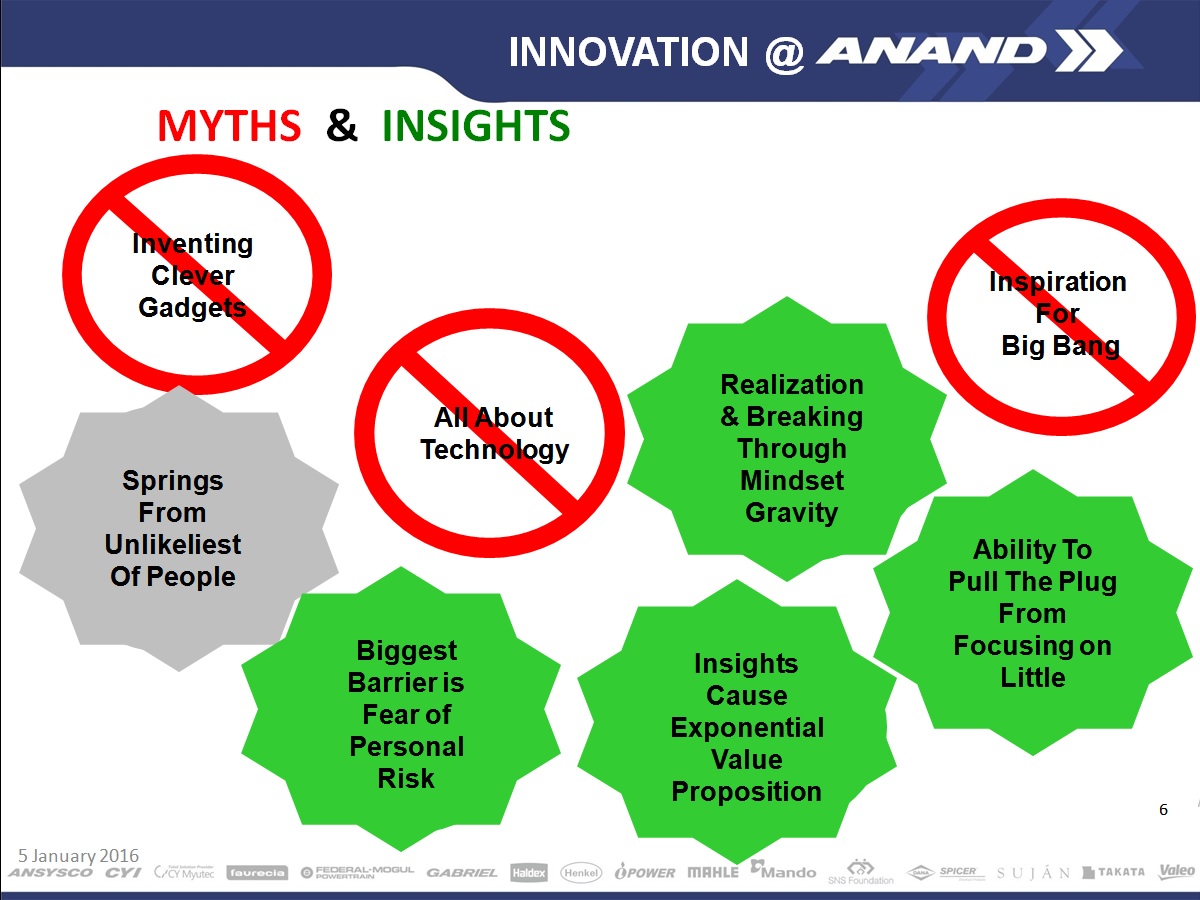 INNOVATION @ ANAND
MYTHS & INSIGHTS
Inventing
Clever
Gadgets
All About
Technology
Inspiration
For
Big Bang
Realization
& Breaking
Through
Mindset
Gravity
Springs
From
Unlikeliest
Of People
Ability To
Pull The Plug
From
Focusing on
Little
Biggest
Barrier is
Fear of
Personal
Risk
Insights
Cause
Exponential
Value
Proposition
6
5 January 2016
ANSYSCO CYI CY Myutec faurecia FEDERAL-MOGUL POWERTRAIN GABRIEL Haldex Henkel iPOWER MAHLE Mando SNS Foundation DANA SPICER SUJÁN TAKATA Valeo